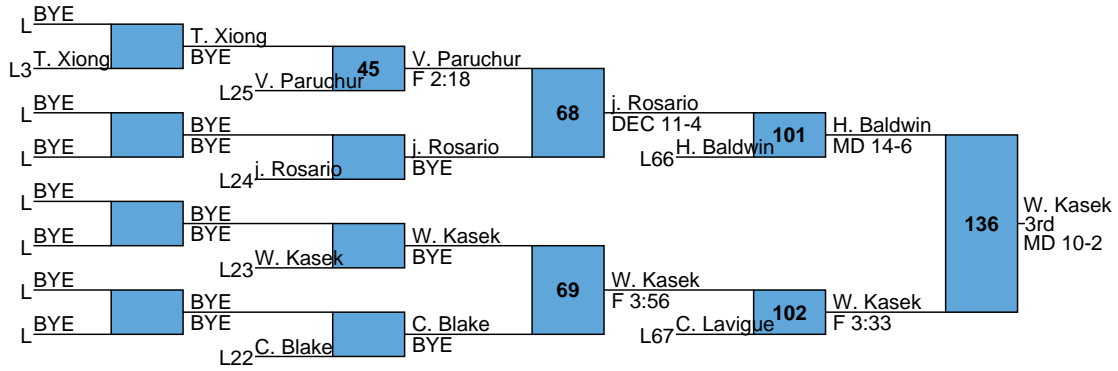 L BYE
L3 T. Xiong
T. Xiong
BYE
L25 V. Paruchur
45
V. Paruchur
F 2:18
L BYE
L BYE
BYE
BYE
L24 j. Rosario
j. Rosario
BYE
68
j. Rosario
DEC 11-4
L66 H. Baldwin
101
H. Baldwin
MD 14-6
L BYE
L BYE
BYE
BYE
L23 W. Kasek
W. Kasek
BYE
L BYE
L BYE
BYE
BYE
L22 C. Blake
C. Blake
BYE
69
W. Kasek
F 3:56
L67 C. Lavigue
102
W. Kasek
F 3:33
136
W. Kasek
3rd
MD 10-2